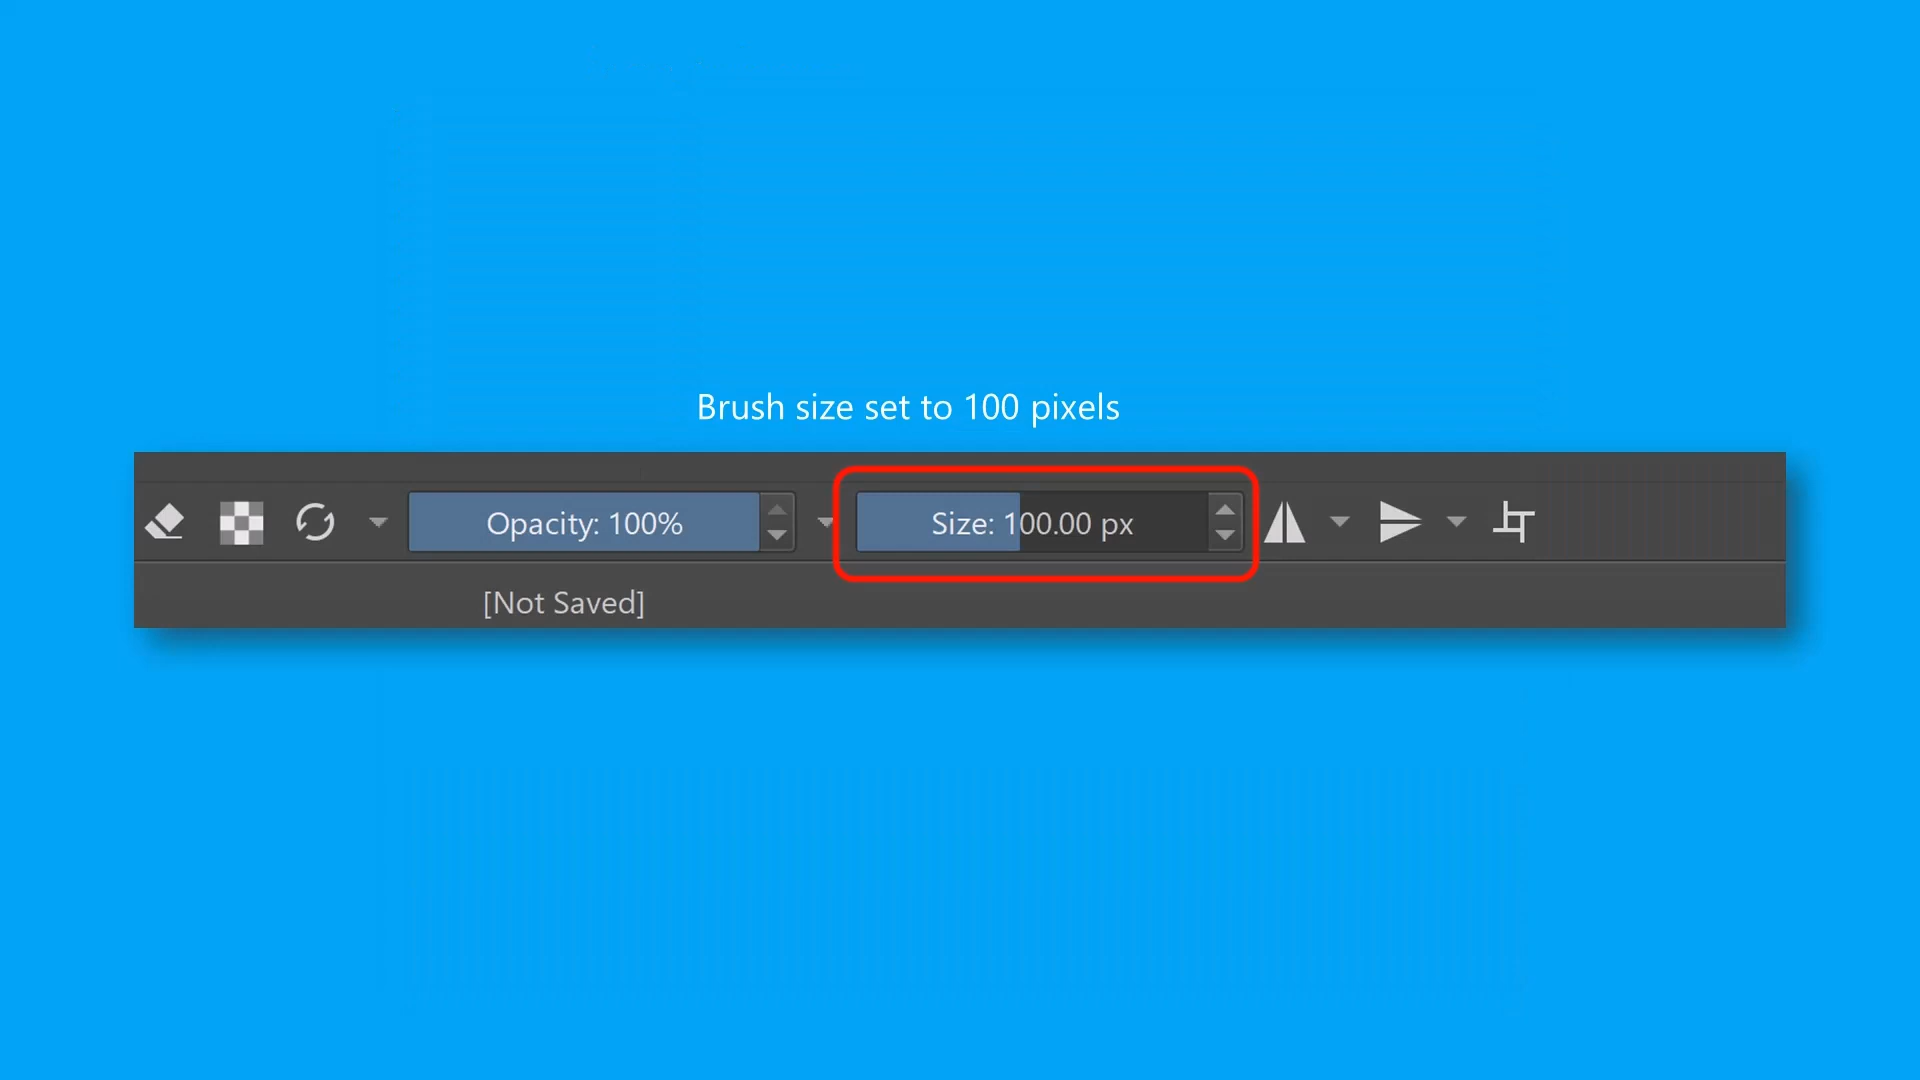 Brush size set to 100 pixels
Opacity: 100%
Size: 100.00 px
[Not Saved]